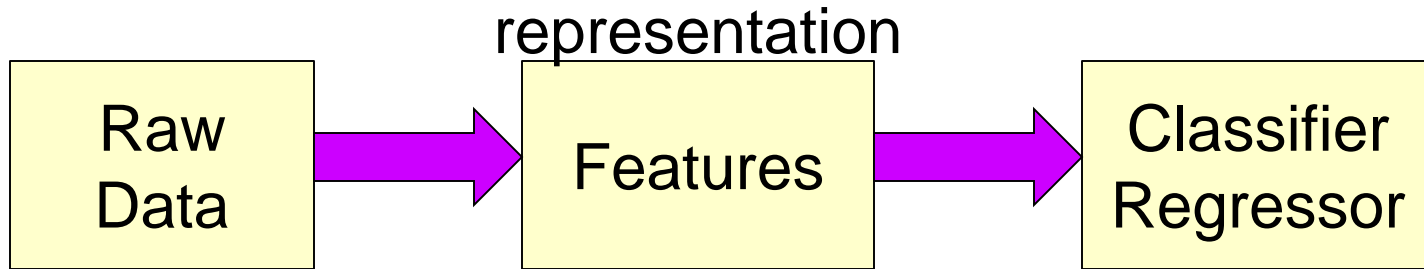 representation
Raw
Data
Features
Classifier
Regressor